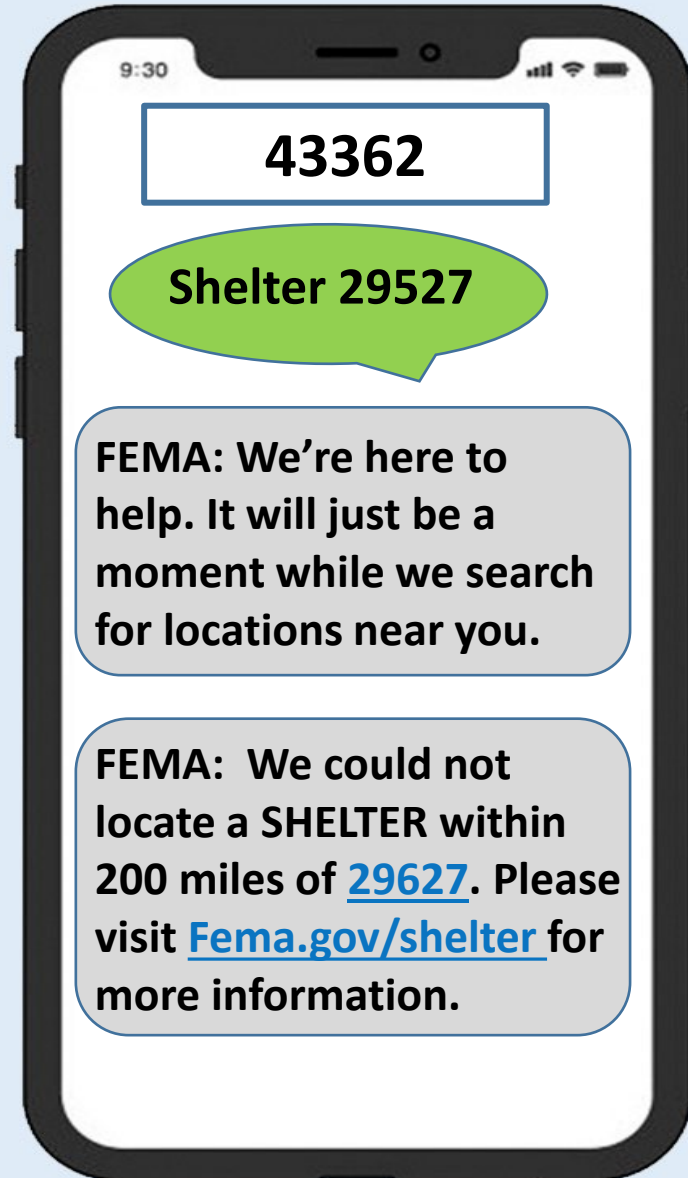 9:30
43362
Shelter 29527
FEMA: We’re here to
help. It will just be a
moment while we search
for locations near you.
FEMA:  We could not
locate a SHELTER within
200 miles of 29627. Please
visit Fema.gov/shelter for
more information.